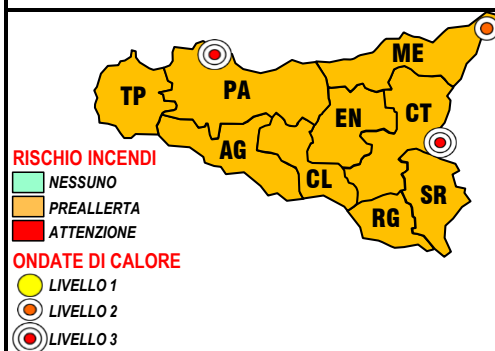 ME
TP
PA
EN
CT
AG
CL
SR
RG
RISCHIO INCENDI
NESSUNO
PREALLERTA
ATTENZIONE
ONDATE DI CALORE
LIVELLO 1
LIVELLO 2
LIVELLO 3